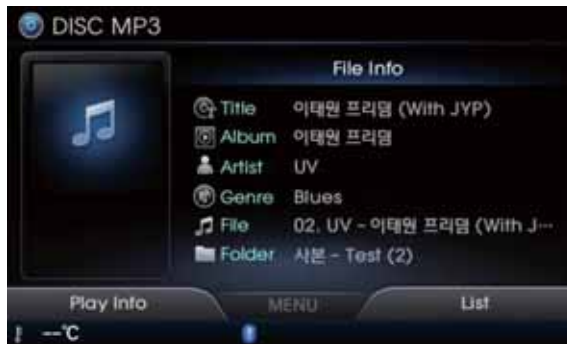 DISC MP3
File Info
Title 이태원 프리덤 (With JYP)
Album 이태원 프리덤
Artist UV
Genre Blues
File 02. UV - 이태원 프리덤 (With J...
Folder 사본 - Test (2)
Play Info MENU List
--℃